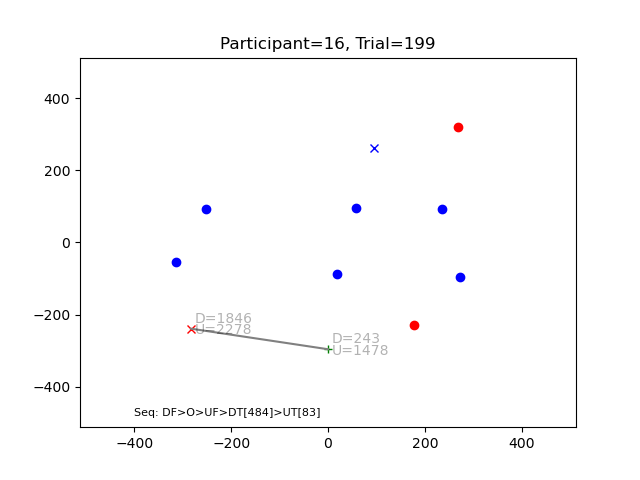 Participant=16, Trial=199
400
200
0
−200
−400
D=1846
U=2278
D=243
U=1478
Seq: DF>O>UF>DT[484]>UT[83]
−400 −200 0 200 400